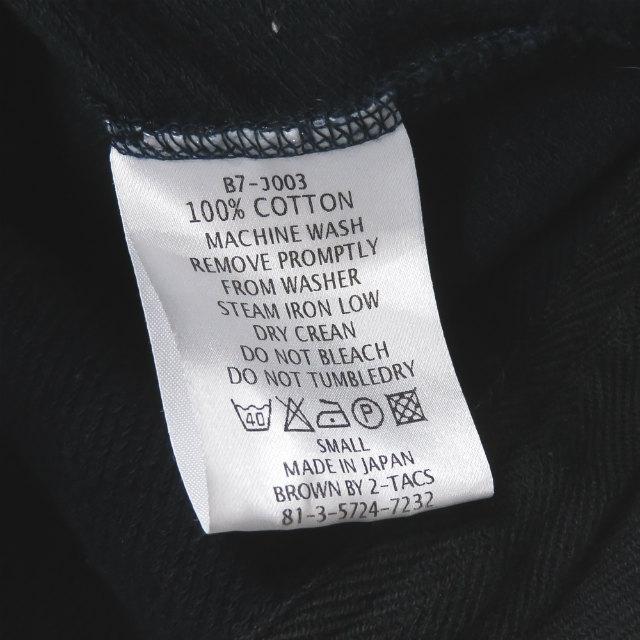 B7-J003
100% COTTON
MACHINE WASH
REMOVE PROMPTLY
FROM WASHER
STEAM IRON LOW
DRY CREAN
DO NOT BLEACH
DO NOT TUMBLEDRY
40 P
SMALL
MADE IN JAPAN
BROWN BY 2-TACS
81-3-5724-7232